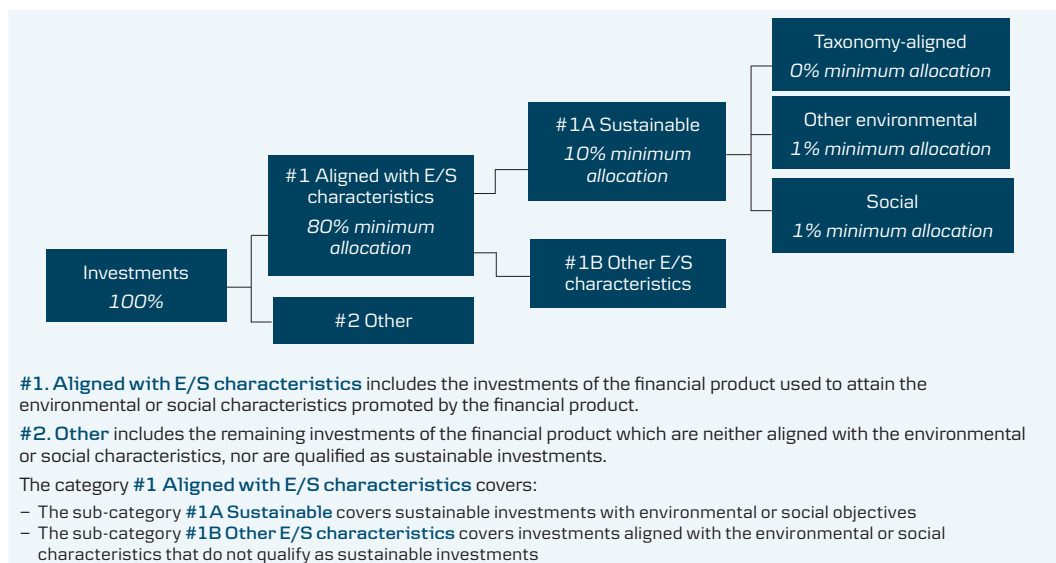 Taxonomy-aligned
0% minimum allocation
#1A Sustainable
10% minimum
allocation
Other environmental
1% minimum allocation
#1 Aligned with E/S
characteristics
80% minimum
allocation
Social
1% minimum allocation
Investments
100%
#1B Other E/S
characteristics
#2 Other
#1. Aligned with E/S characteristics includes the investments of the financial product used to attain the
environmental or social characteristics promoted by the financial product.
#2. Other includes the remaining investments of the financial product which are neither aligned with the environmental
or social characteristics, nor are qualified as sustainable investments.
The category #1 Aligned with E/S characteristics covers:
– The sub-category #1A Sustainable covers sustainable investments with environmental or social objectives
– The sub-category #1B Other E/S characteristics covers investments aligned with the environmental or social
characteristics that do not qualify as sustainable investments